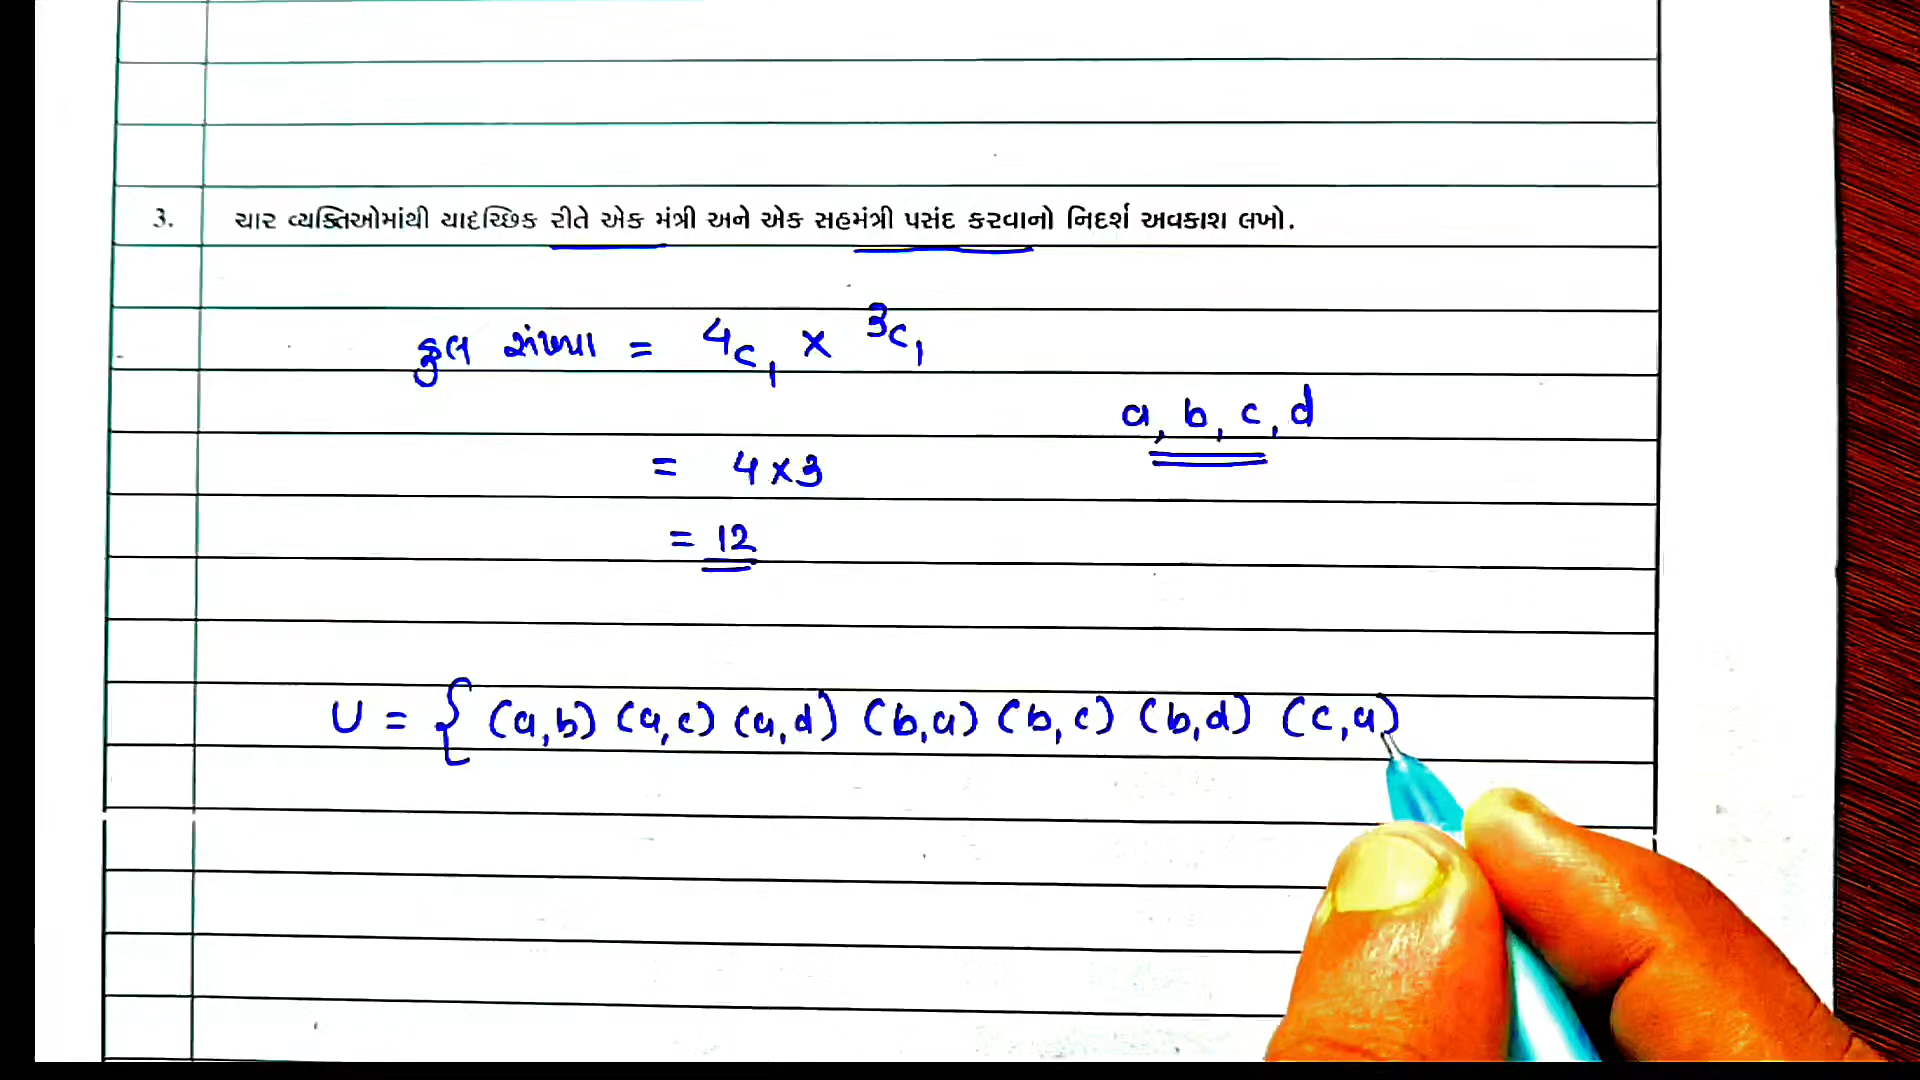 3. ચાર વ્યક્તિઓમાંથી યાદચ્છિક રીતે એક મંત્રી અને એક સહમંત્રી પસંદ કરવાનો નિદર્શ અવકાશ લખો.
કુલ સંખ્યા = 4c₁ × 3c₁
a, b, c, d
= 4 × 3
= 12
U = { (a,b) (a,c) (a,d) (b,a) (b,c) (b,d) (c,a)